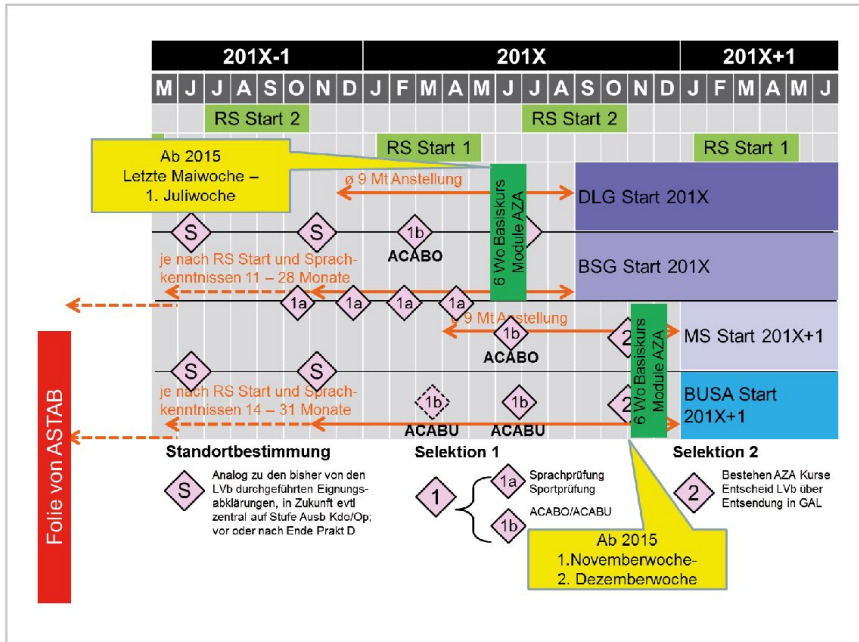 201X-1 201X 201X+1
M J J A S O N D J F M A M J J A S O N D J F M A M J
RS Start 2 RS Start 2
RS Start 1 RS Start 1
Ab 2015
Letzte Maiwoche –
1. Juliwoche
ø 9 Mt Anstellung
6 Wo Basiskurs
Module AZA
DLG Start 201X
S S 1b
ACABO
je nach RS Start und Sprach-
kenntnissen 11 – 28 Monate
BSG Start 201X
1a 1a 1a 1a
9 Mt Anstellung
1b 2
ACABO
6 Wo Basiskurs
Module AZA
MS Start 201X+1
S S
je nach RS Start und Sprach-
kenntnissen 14 – 31 Monate
1b 1b 2
ACABU ACABU
BUSA Start
201X+1
Folie von ASTAB
Standortbestimmung
S
Analog zu den bisher von den
LVb durchgeführten Eignungs-
abklärungen, in Zukunft evtl
zentral auf Stufe Ausb Kdo/Op;
vor oder nach Ende Prakt D
Selektion 1
1
1a
Sprachprüfung
Sportprüfung
1b
ACABO/ACABU
Selektion 2
2
Bestehen AZA Kurse
Entscheid LVb über
Entsendung in GAL
Ab 2015
1.Novemberwoche-
2. Dezemberwoche